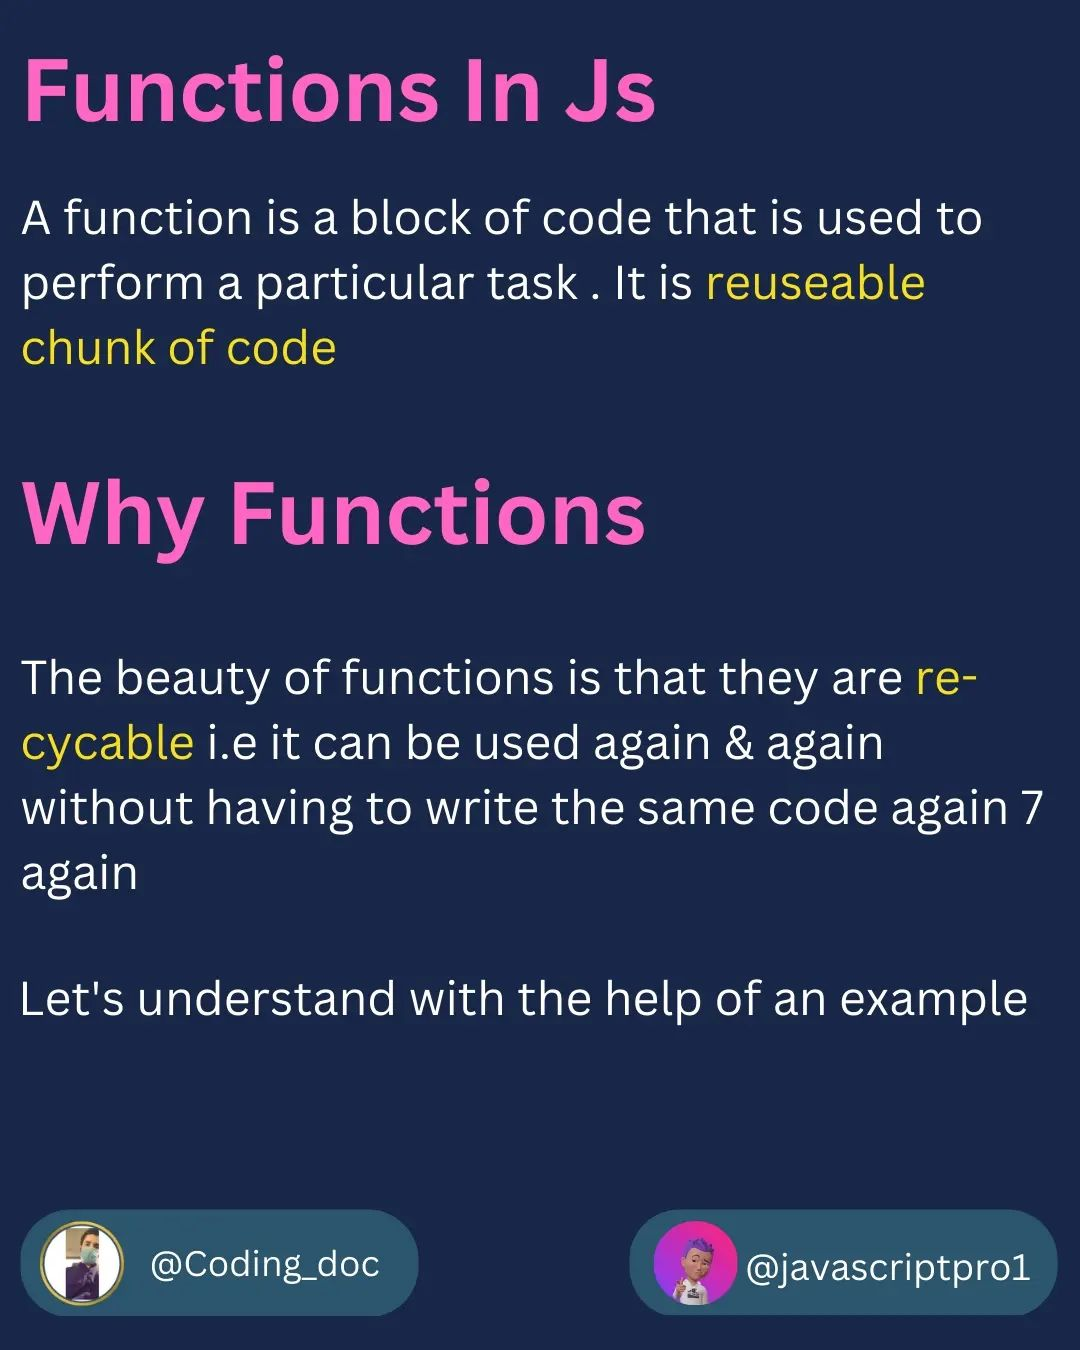 Functions In Js
A function is a block of code that is used to
perform a particular task . It is reuseable
chunk of code
Why Functions
The beauty of functions is that they are re-
cycable i.e it can be used again & again
without having to write the same code again 7
again
Let's understand with the help of an example
@Coding_doc
@javascriptpro1